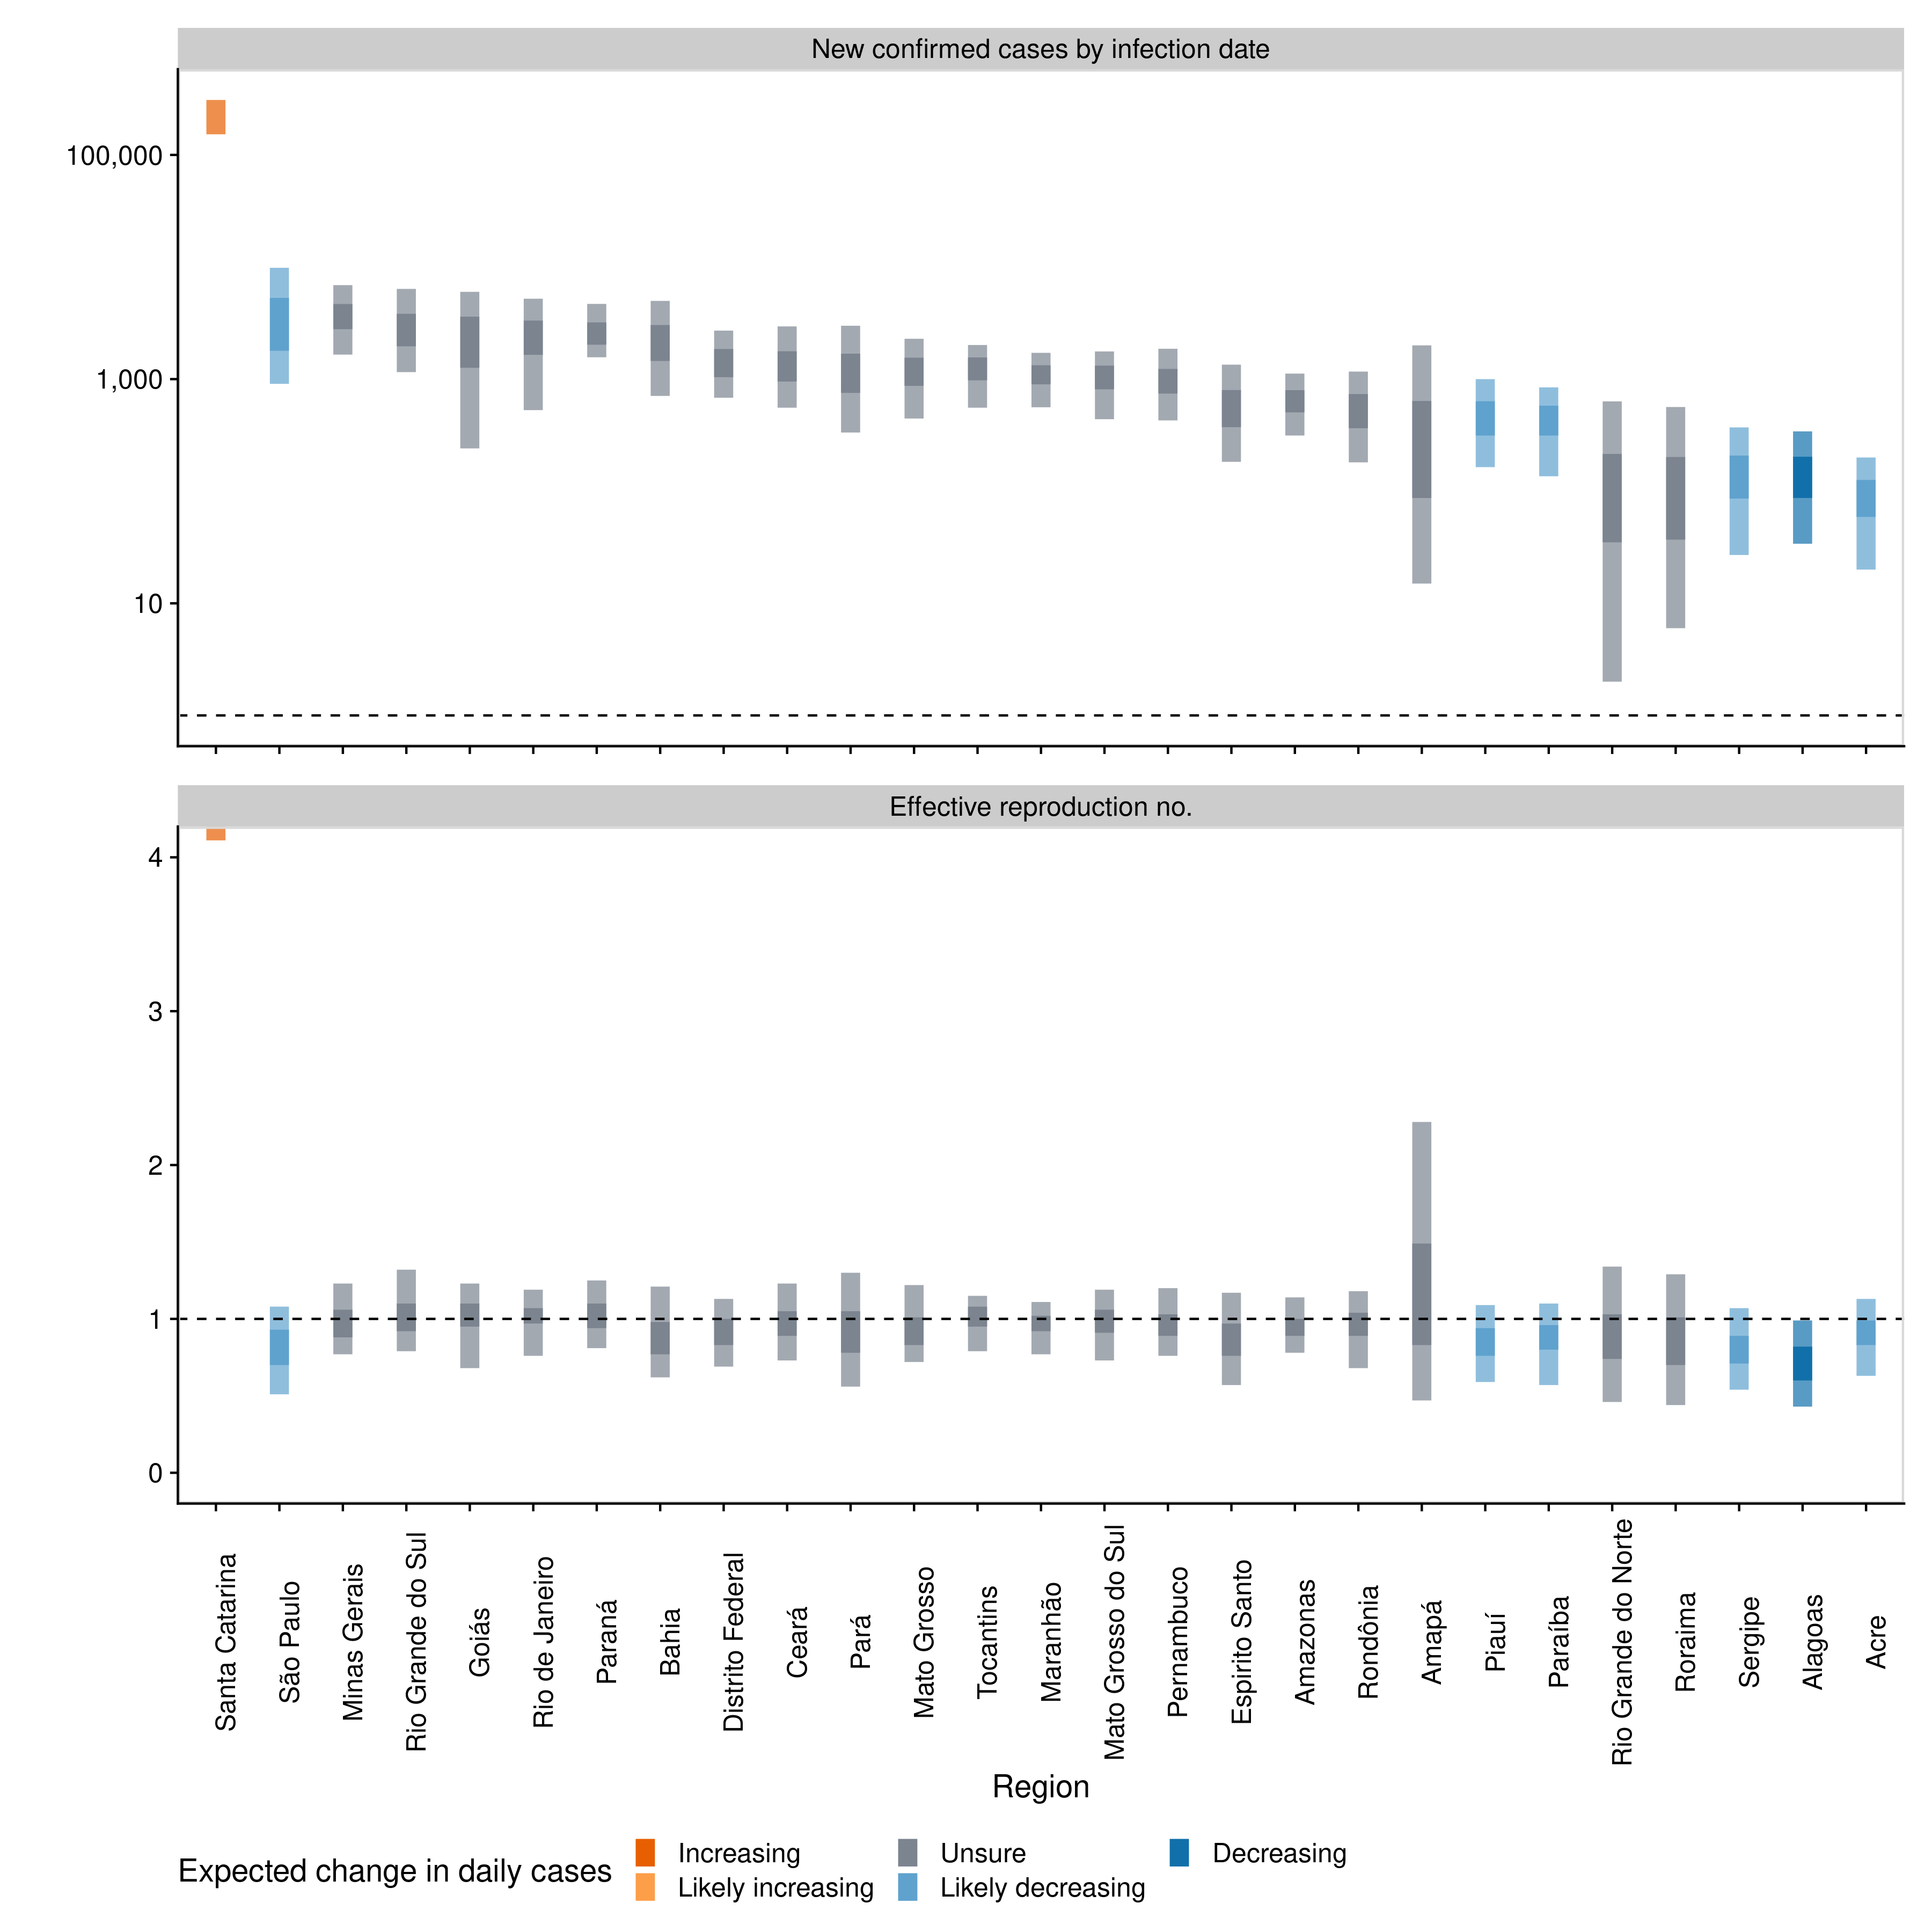 New confirmed cases by infection date
100,000
1,000
10
Effective reproduction no.
4
3
2
1
0
Santa Catarina
São Paulo
Minas Gerais
Rio Grande do Sul
Goiás
Rio de Janeiro
Paraná
Bahia
Distrito Federal
Ceará
Pará
Mato Grosso
Tocantins
Maranhão
Mato Grosso do Sul
Pernambuco
Espirito Santo
Amazonas
Rondônia
Amapá
Piauí
Paraíba
Rio Grande do Norte
Roraima
Sergipe
Alagoas
Acre
Region
Expected change in daily cases
Increasing
Likely increasing
Unsure
Likely decreasing
Decreasing